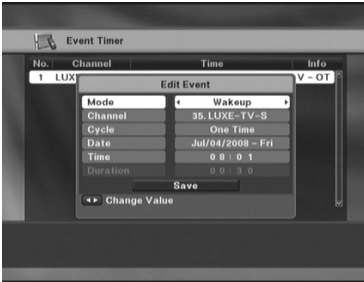 Event Timer
No. Channel Time Info
1 LUX V - OT
Edit Event
Mode Wakeup
Channel 35. LUXE-TV-S
Cycle One Time
Date Jul/04/2008 - Fri
Time 0 8 : 0 1
Duration 0 0 : 3 0
Save
Change Value